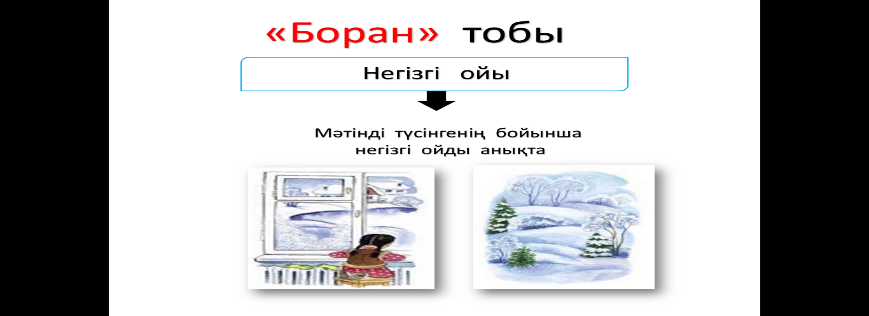 «Боран» тобы
Негізгі ойы
Мәтінді түсінгенің бойынша
негізгі ойды анықта